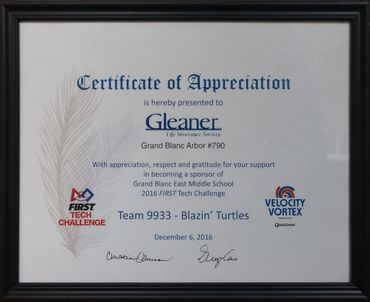 Certificate of Appreciation
is hereby presented to
Gleaner
Life Insurance Society
Grand Blanc Arbor #790
With appreciation, respect and gratitude for your support
in becoming a sponsor of
Grand Blanc East Middle School
2016 FIRST Tech Challenge
FIRST
TECH
CHALLENGE
Team 9933 - Blazin' Turtles
VELOCITY
VORTEX
QUALCOMM
December 6, 2016